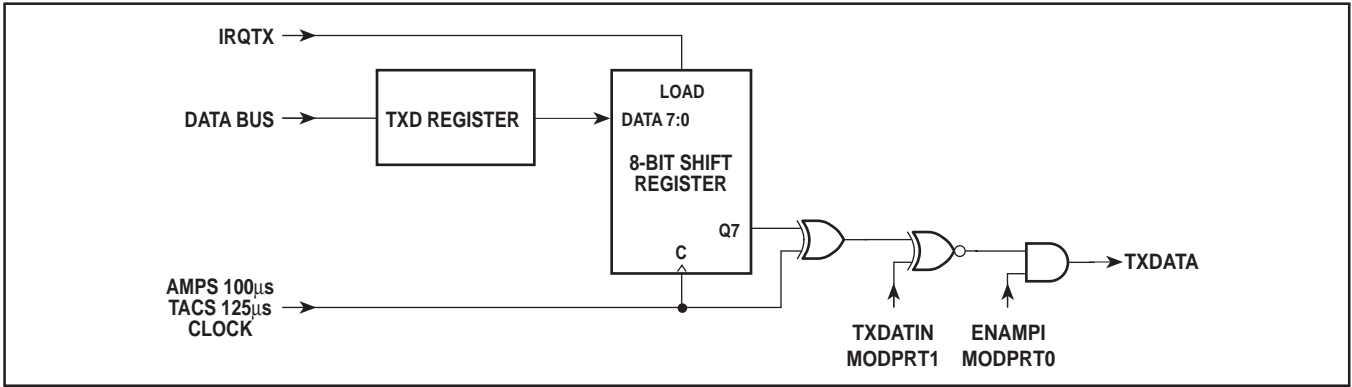 IRQTX
DATA BUS
TXD REGISTER
LOAD
DATA 7:0
8-BIT SHIFT
REGISTER
Q7
C
AMPS 100µs
TACS 125µs
CLOCK
TXDATIN
MODPRT1
ENAMPI
MODPRT0
TXDATA